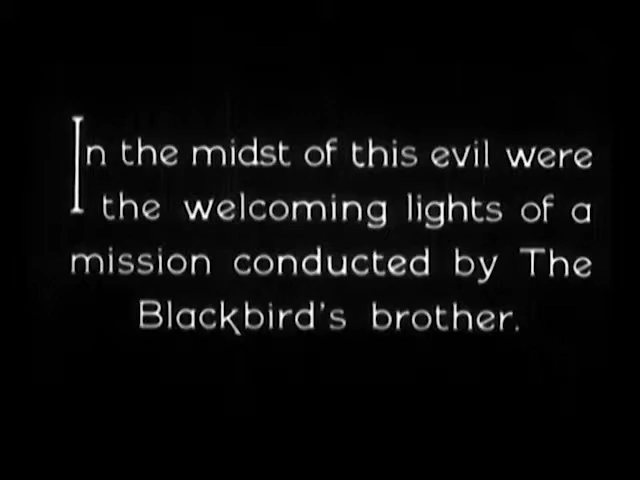 In the midst of this evil were
the welcoming lights of a
mission conducted by The
Blackbird's brother.